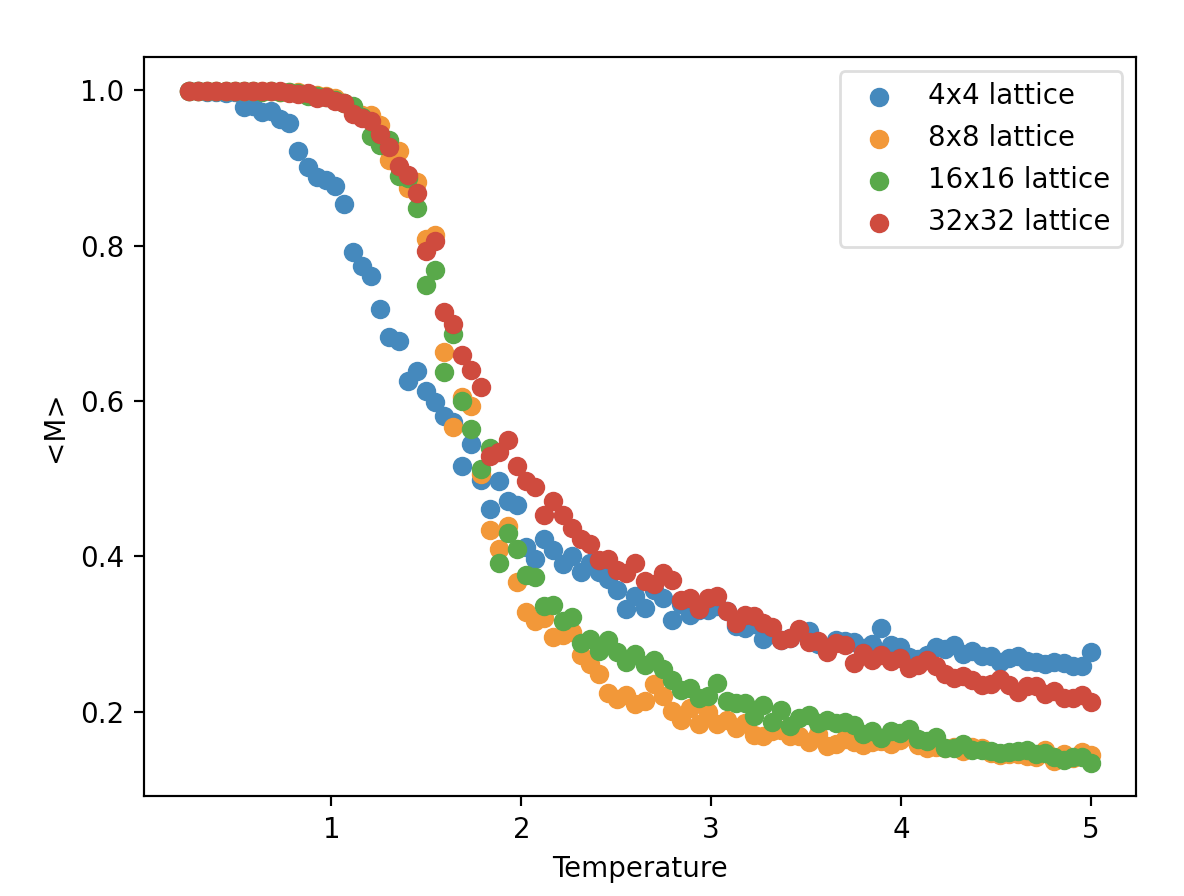 1.0
0.8
0.6
0.4
0.2
<M>
1 2 3 4 5
Temperature
4x4 lattice
8x8 lattice
16x16 lattice
32x32 lattice